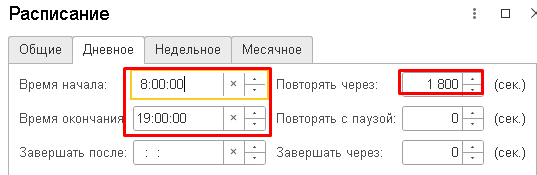 Расписание
Общие Дневное Недельное Месячное
Время начала: 8:00:00 × Повторять через: 1 800 (сек.)
Время окончания 19:00:00 × Повторять с паузой: 0 (сек.)
Завершать после: : : × Завершать через: 0 (сек.)